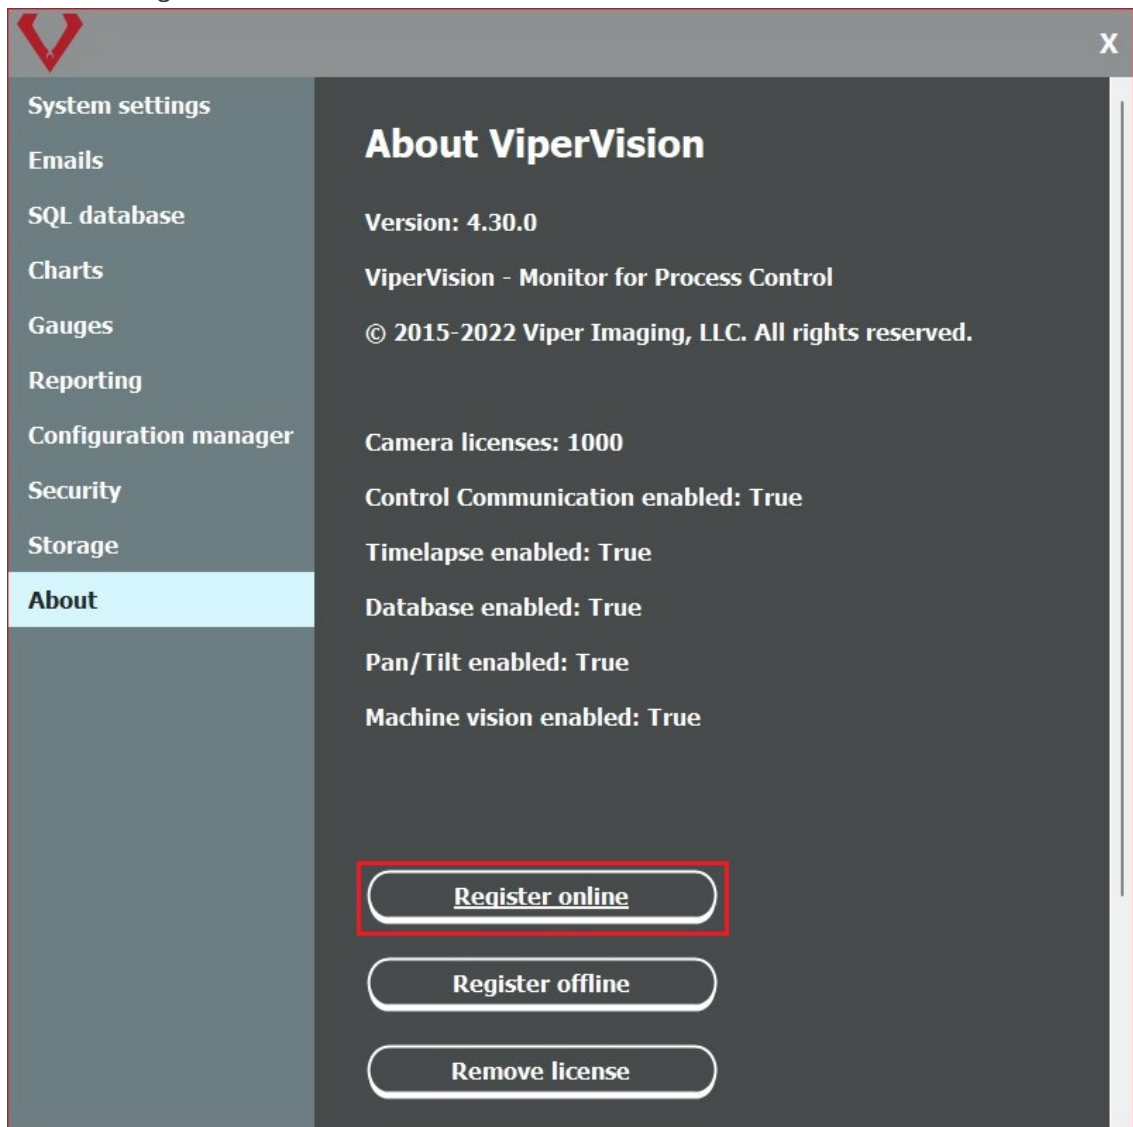 X
System settings
Emails
SQL database
Charts
Gauges
Reporting
Configuration manager
Security
Storage
About
About ViperVision
Version: 4.30.0
ViperVision - Monitor for Process Control
© 2015-2022 Viper Imaging, LLC. All rights reserved.
Camera licenses: 1000
Control Communication enabled: True
Timelapse enabled: True
Database enabled: True
Pan/Tilt enabled: True
Machine vision enabled: True
Register online
Register offline
Remove license